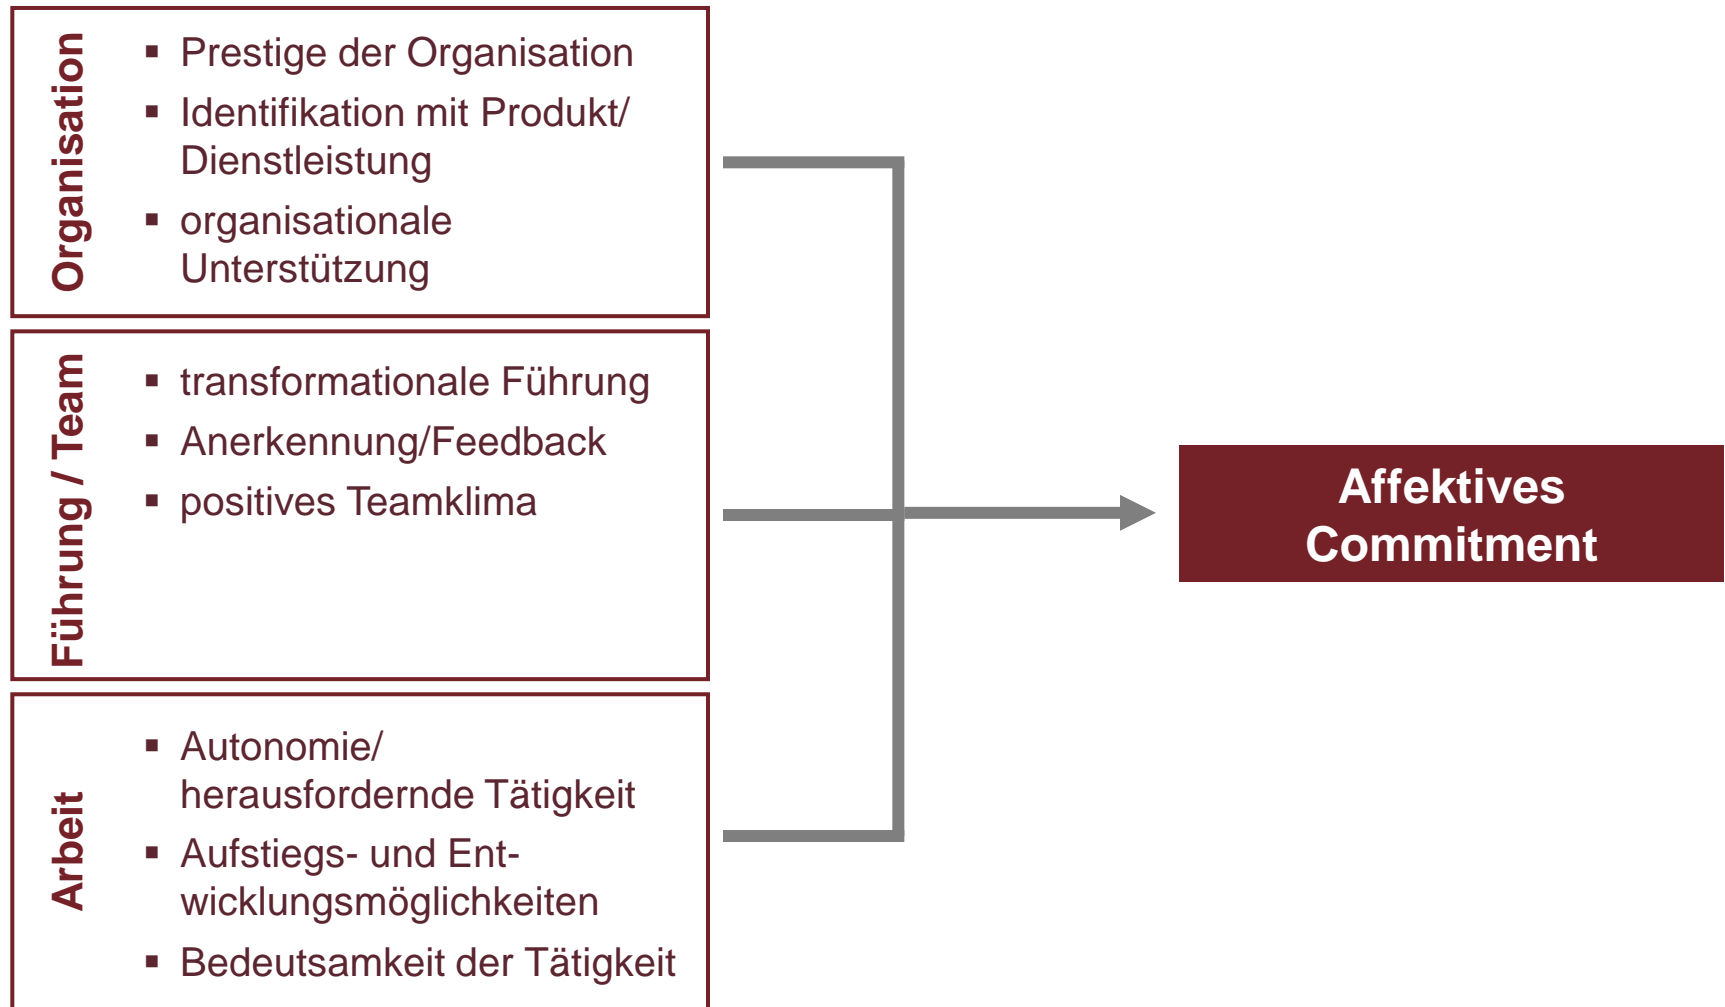 Organisation
▪ Prestige der Organisation
▪ Identifikation mit Produkt/
Dienstleistung
▪ organisationale
Unterstützung
Führung / Team
▪ transformationale Führung
▪ Anerkennung/Feedback
▪ positives Teamklima
Arbeit
▪ Autonomie/
herausfordernde Tätigkeit
▪ Aufstiegs- und Ent-
wicklungsmöglichkeiten
▪ Bedeutsamkeit der Tätigkeit
Affektives
Commitment